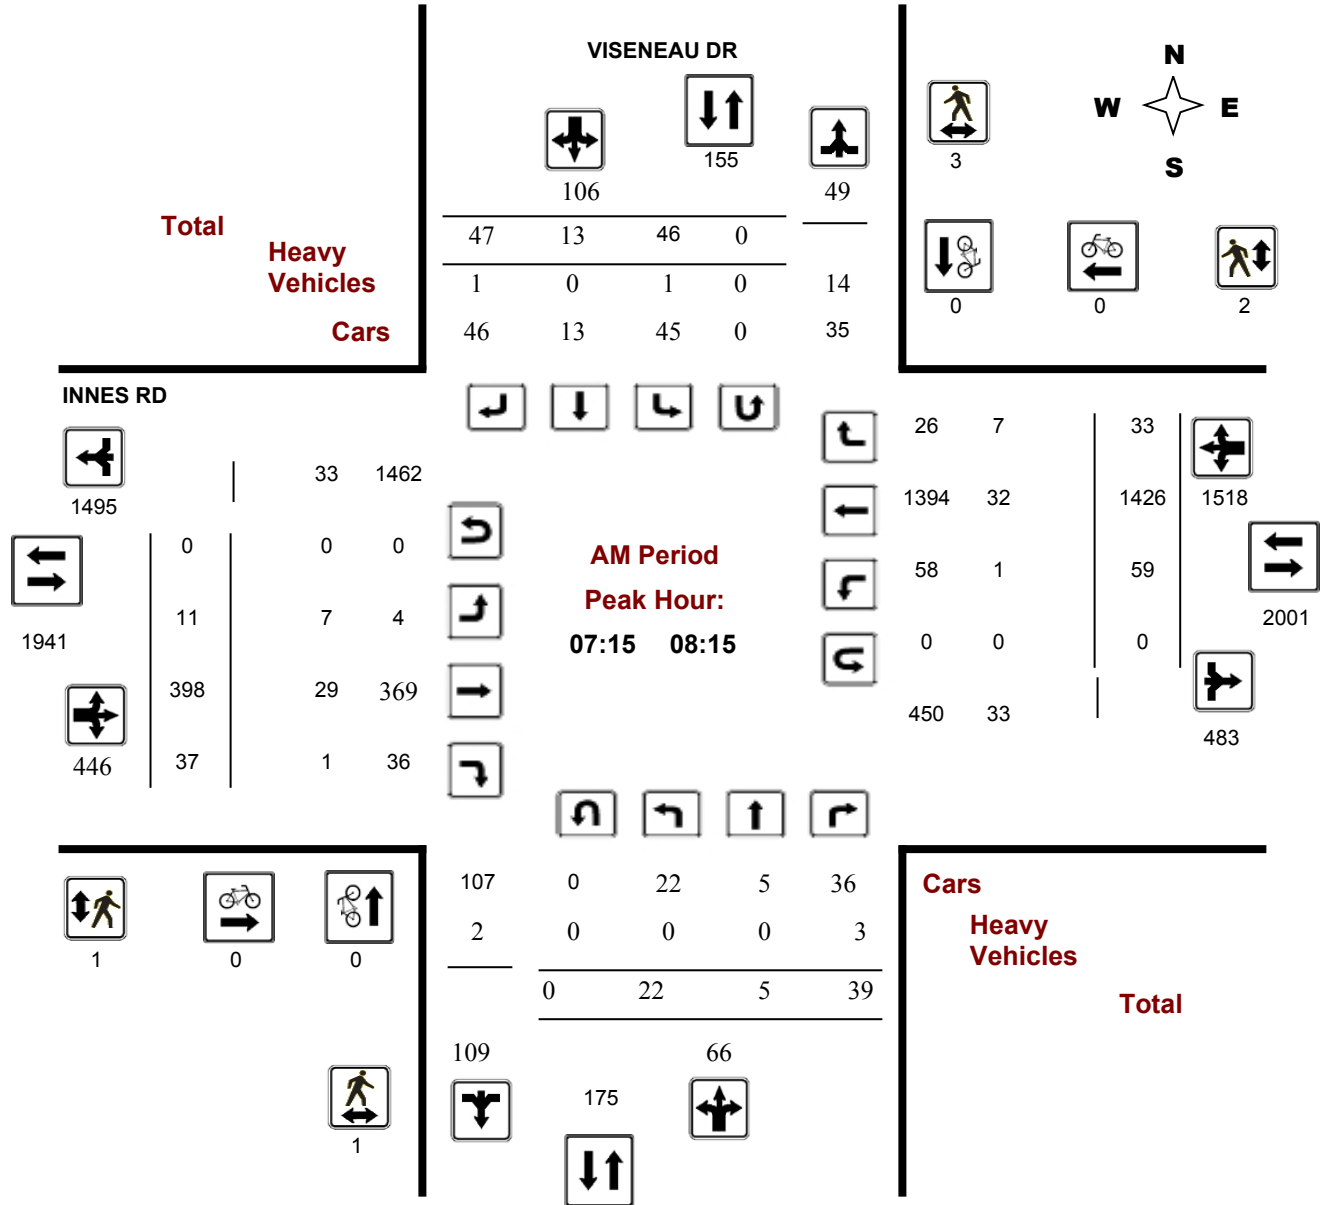 VISENEAU DR
N
W E
S
155
3
106 49
Total 47 13 46 0
Heavy
Vehicles 1 0 1 0 14
0 0 2
Cars 46 13 45 0 35
INNES RD
26 7 33
33 1462
1495 1394 32 1426 1518
0 0 0
AM Period
58 1 59
Peak Hour:
11 7 4
2001
1941 07:15 08:15 0 0 0
398 29 369
450 33
483
446 37 1 36
107 0 22 5 36 Cars
2 0 0 0 3 Heavy
Vehicles
1 0 0
0 22 5 39 Total
109 66
175
1